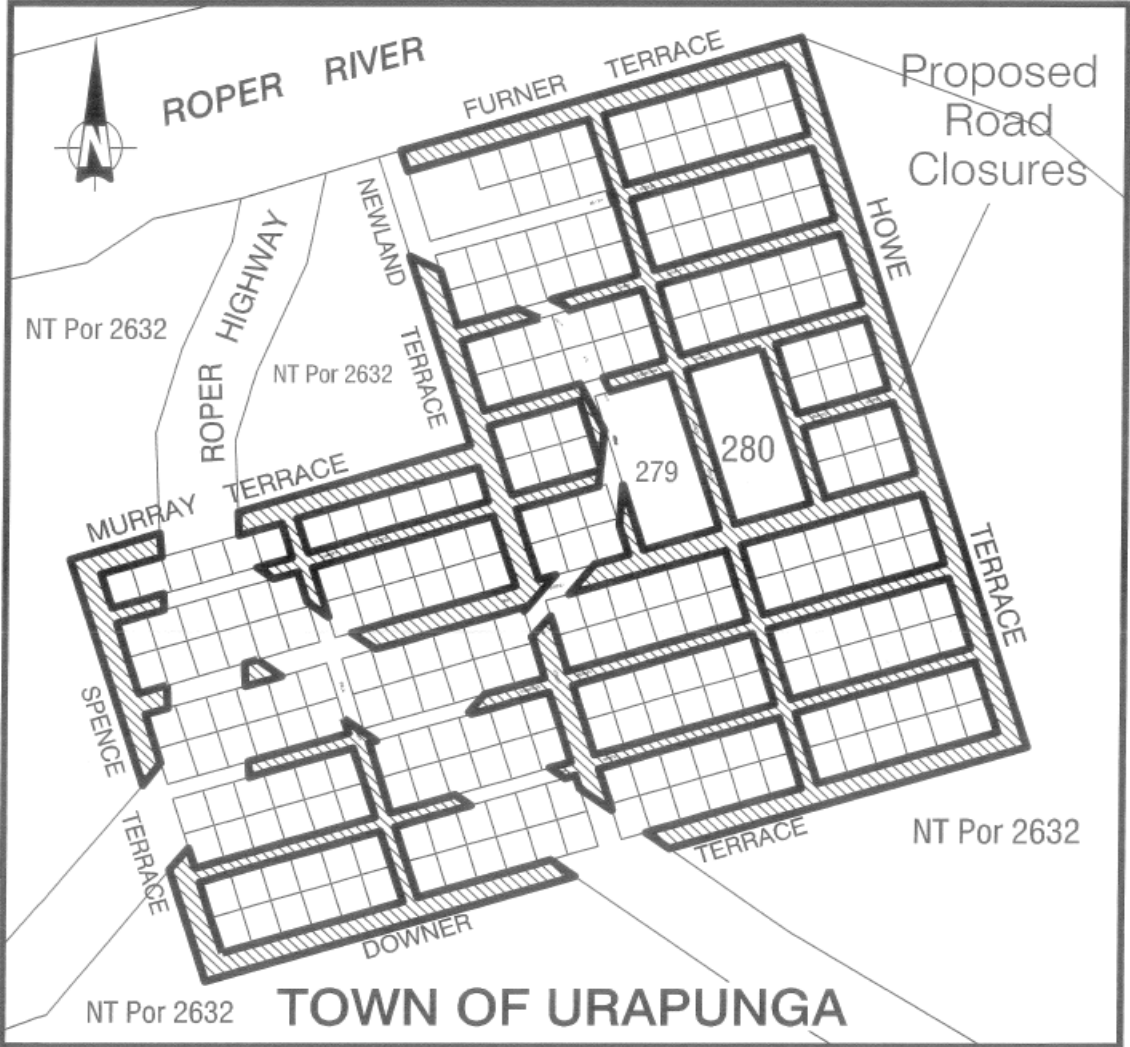 ROPER RIVER
FURNER TERRACE
Proposed
Road
Closures
N
NEWLAND
TERRACE
HOWE
TERRACE
ROPER HIGHWAY
NT Por 2632
NT Por 2632
279
280
MURRAY TERRACE
SPENCE
TERRACE
DOWNER
TERRACE
NT Por 2632
NT Por 2632
TOWN OF URAPUNGA